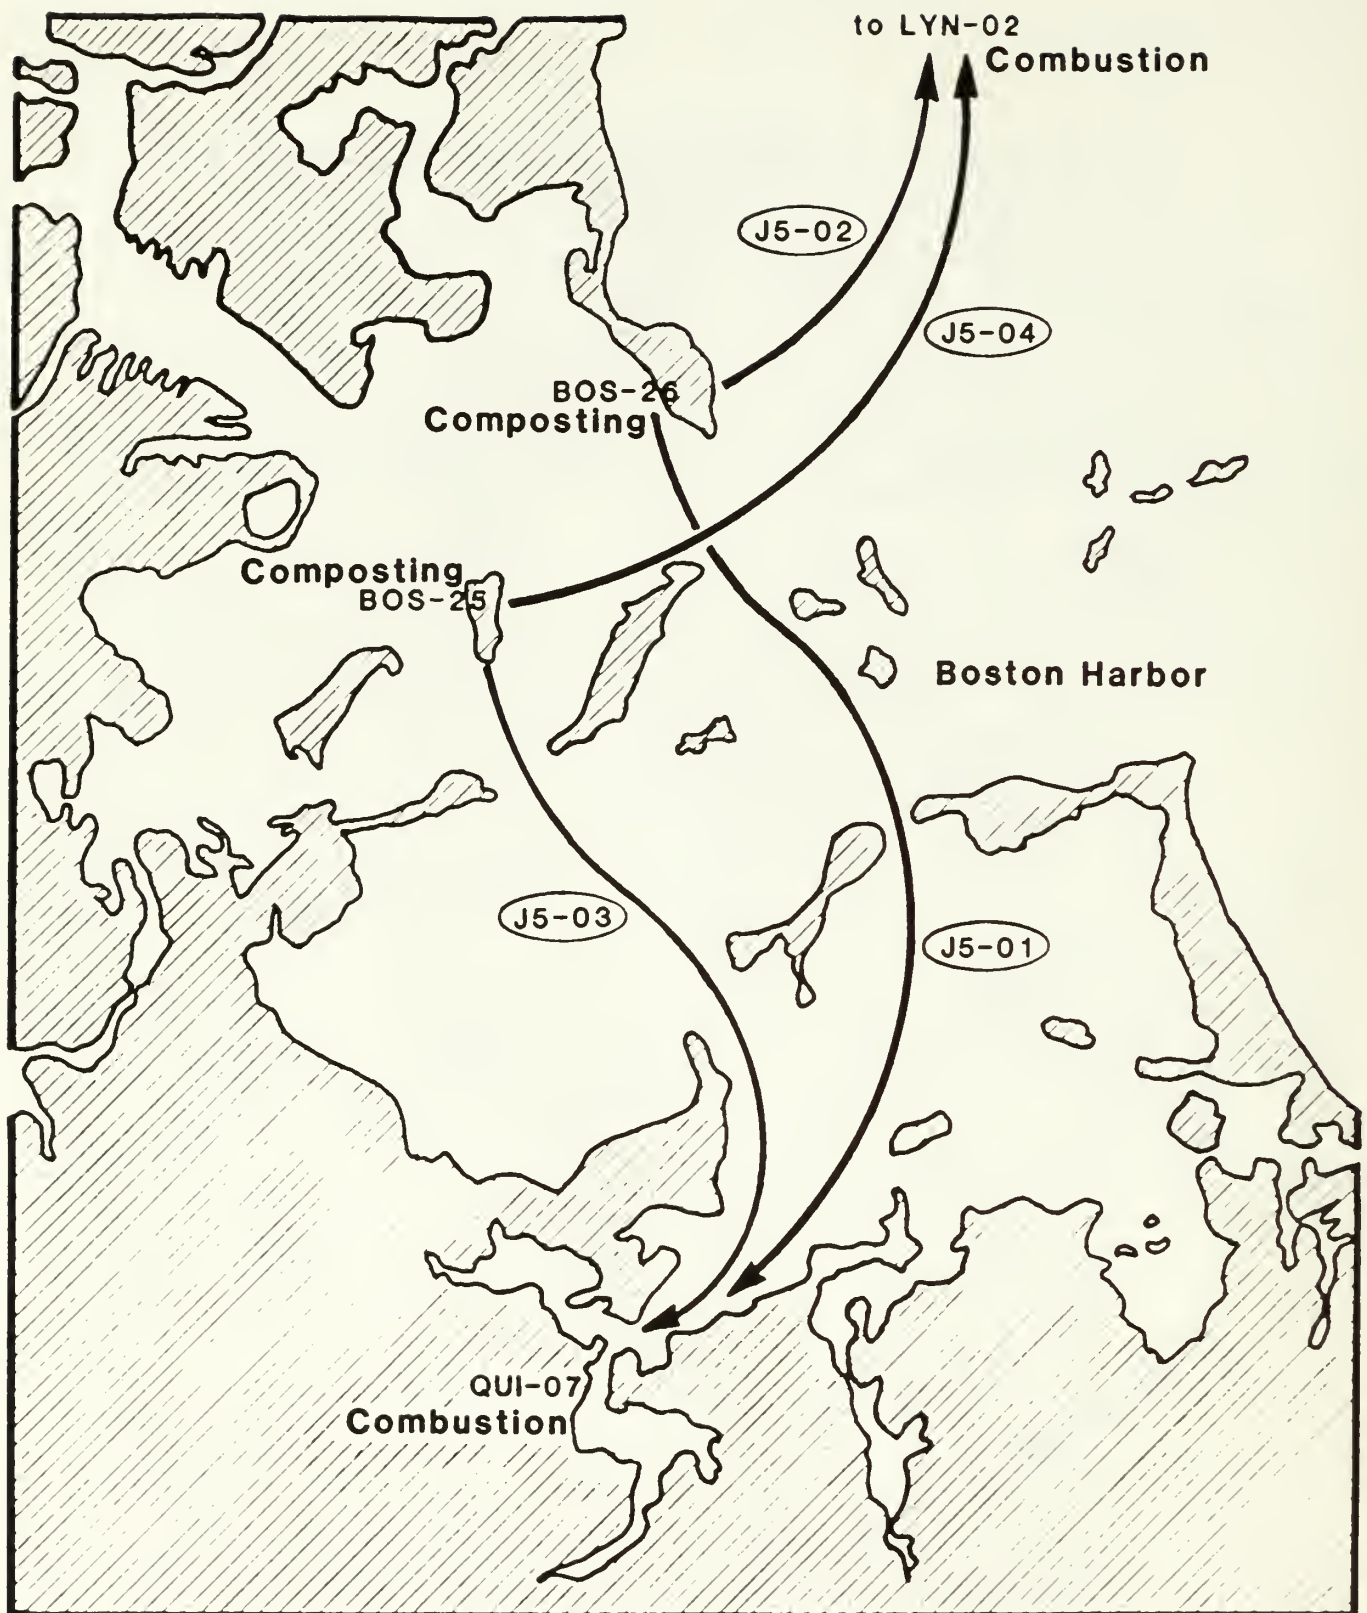 to LYN-02
Combustion
J5-02
J5-04
BOS-26
Composting
Composting
BOS-25
Boston Harbor
J5-03
J5-01
QUI-07
Combustion